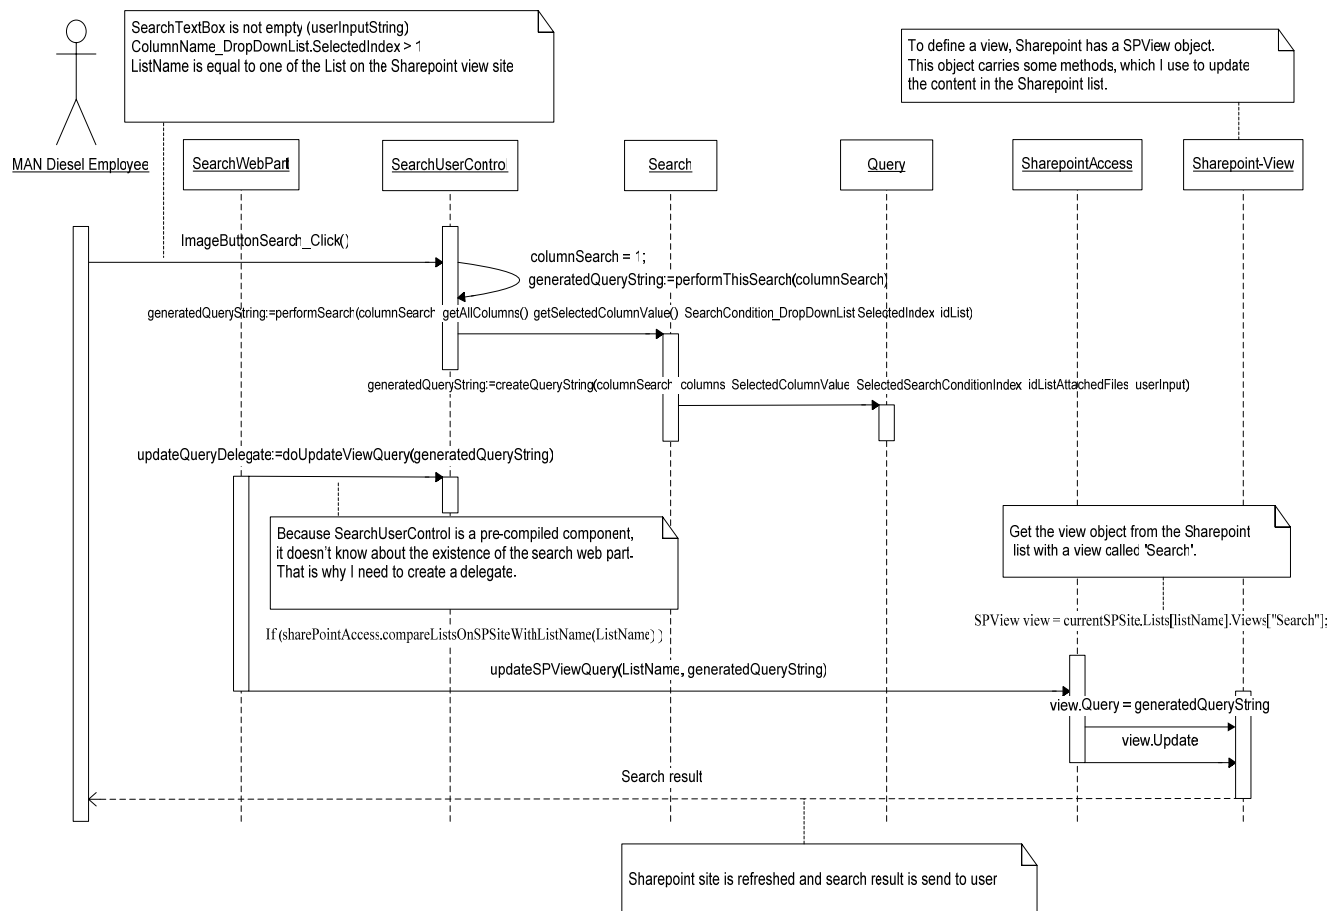 SearchTextBox is not empty (userInputString)
ColumnName_DropDownList.SelectedIndex > 1
ListName is equal to one of the List on the Sharepoint view site
To define a view, Sharepoint has a SPView object.
This object carries some methods, which I use to update
the content in the Sharepoint list.
MAN Diesel Employee
SearchWebPart
SearchUserControl
Search
Query
SharepointAccess
Sharepoint-View
ImageButtonSearch_Click()
columnSearch = 1;
generatedQueryString:=performThisSearch(columnSearch)
generatedQueryString:=performSearch(columnSearch getAllColumns() getSelectedColumnValue() SearchCondition_DropDownList SelectedIndex idList)
generatedQueryString:=createQueryString(columnSearch columns SelectedColumnValue SelectedSearchConditionIndex idListAttachedFiles userInput)
updateQueryDelegate:=doUpdateViewQuery(generatedQueryString)
Because SearchUserControl is a pre-compiled component,
it doesn't know about the existence of the search web part.
That is why I need to create a delegate.
Get the view object from the Sharepoint
list with a view called 'Search'.
If (sharePointAccess.compareListsOnSPSiteWithListName(ListName) )
SPView view = currentSPSite.Lists[listName].Views["Search"];
updateSPViewQuery(ListName, generatedQueryString)
view.Query = generatedQueryString
view.Update
Search result
Sharepoint site is refreshed and search result is send to user